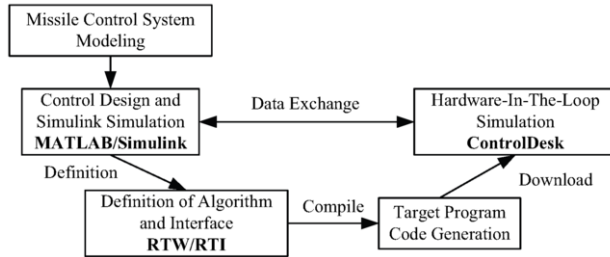 Missile Control System
Modeling
Control Design and
Simulink Simulation
MATLAB/Simulink
Data Exchange
Hardware-In-The-Loop
Simulation
ControlDesk
Definition
Download
Definition of Algorithm
and Interface
RTW/RTI
Compile
Target Program
Code Generation